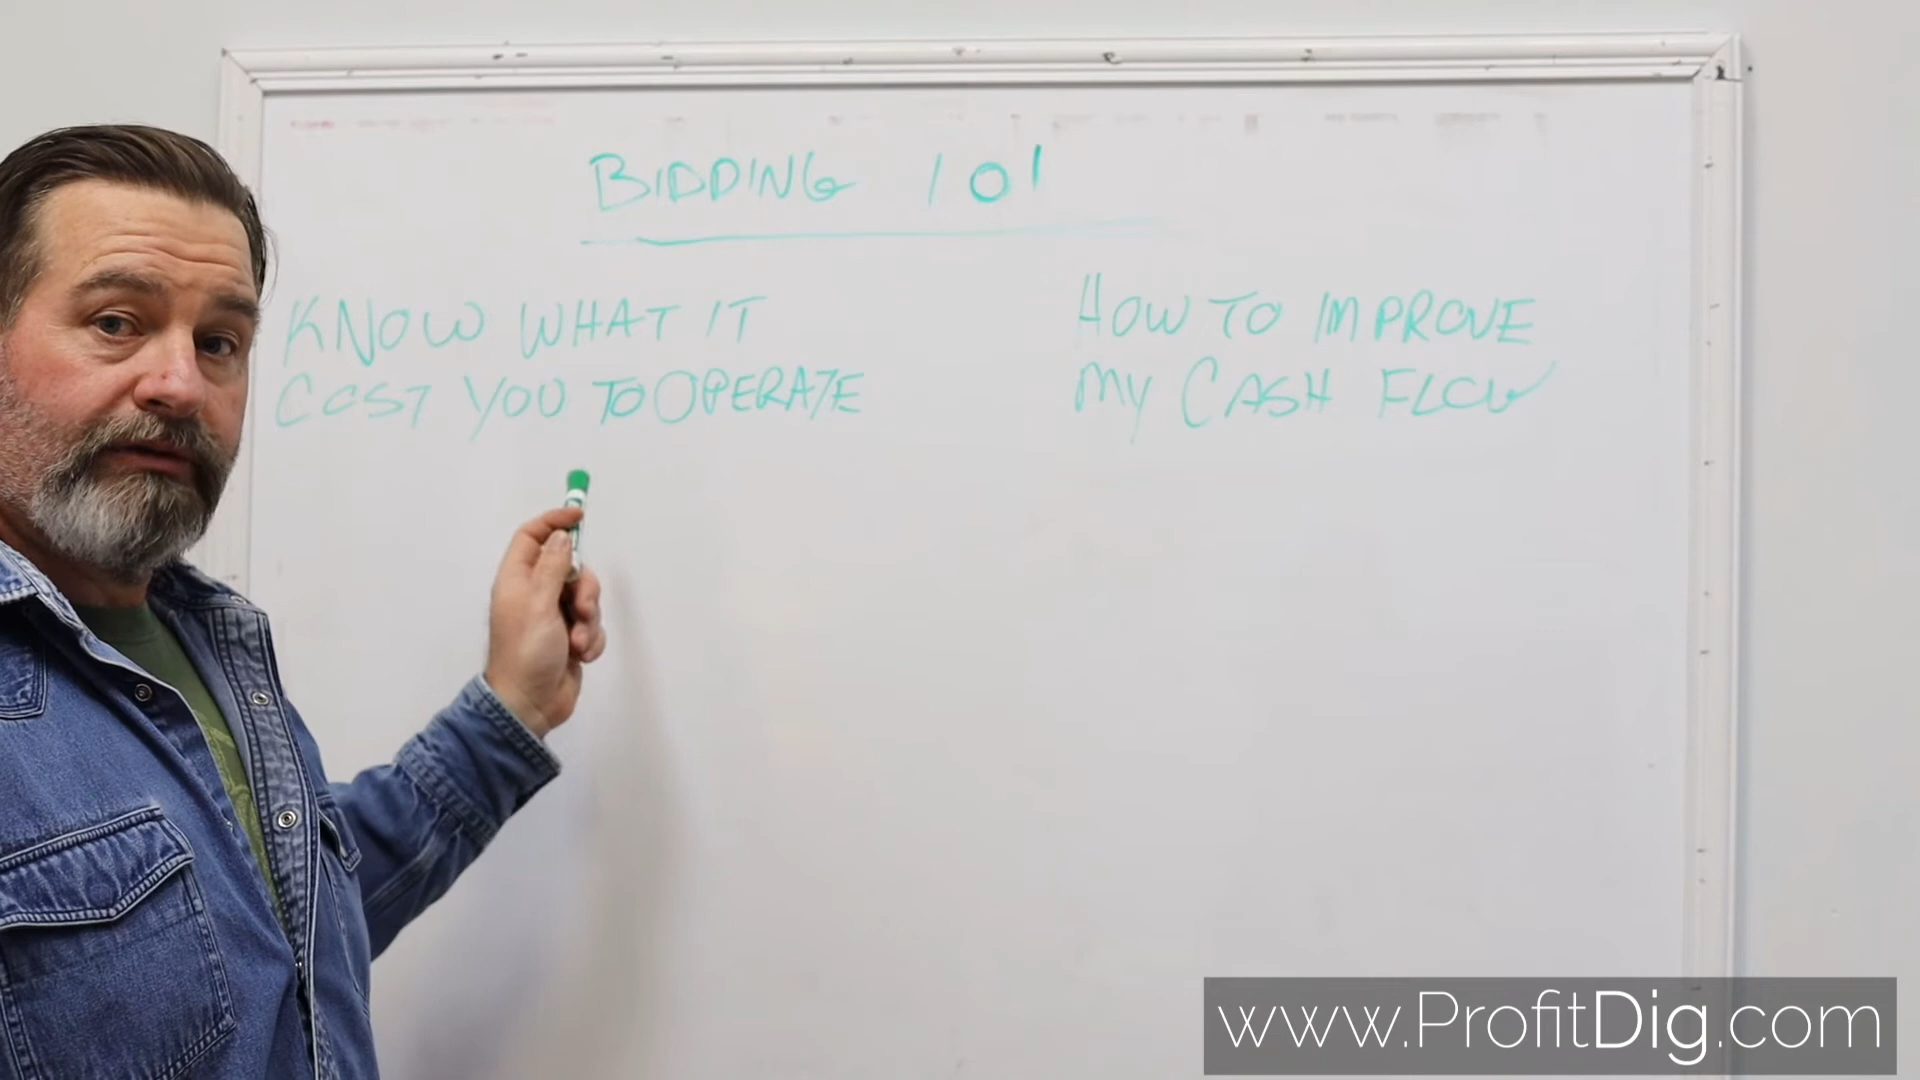 BIDDING 101
KNOW WHAT IT
COST YOU TO OPERATE
HOW TO IMPROVE
MY CASH FLOW
www.ProfitDig.com